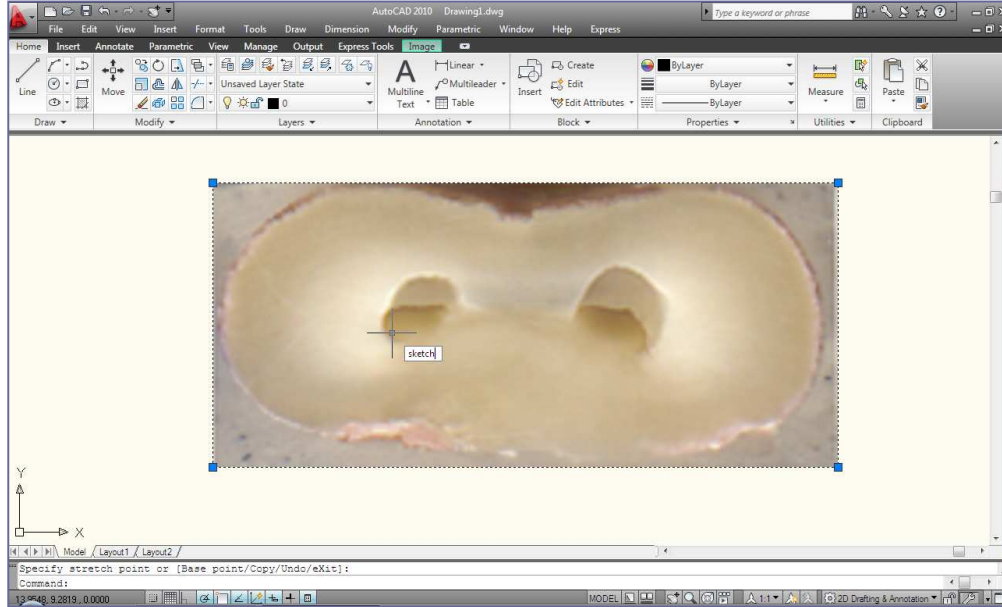 AutoCAD 2010 Drawing1.dwg Type a keyword or phrase
File Edit View Insert Format Tools Draw Dimension Modify Parametric Window Help Express
Home Insert Annotate Parametric View Manage Output Express Tools Image
Line Move Unsaved Layer State 0 A Multiline Text Linear Multileader Table Insert Create Edit Edit Attributes ByLayer ByLayer ByLayer Measure Paste
Draw Modify Layers Annotation Block Properties Utilities Clipboard
sketch
Y
X
Model Layout1 Layout2
Specify stretch point or [Base point/Copy/Undo/eXit]:
Command:
9.2819, 0.0000 MODEL 1:1 2D Drafting & Annotation